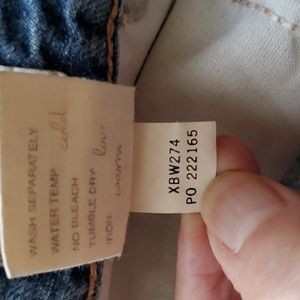 WASH SEPARATELY
WATER TEMP cold
NO BLEACH
TUMBLE DRY low
IRON: warm
XBW274
PO 222165